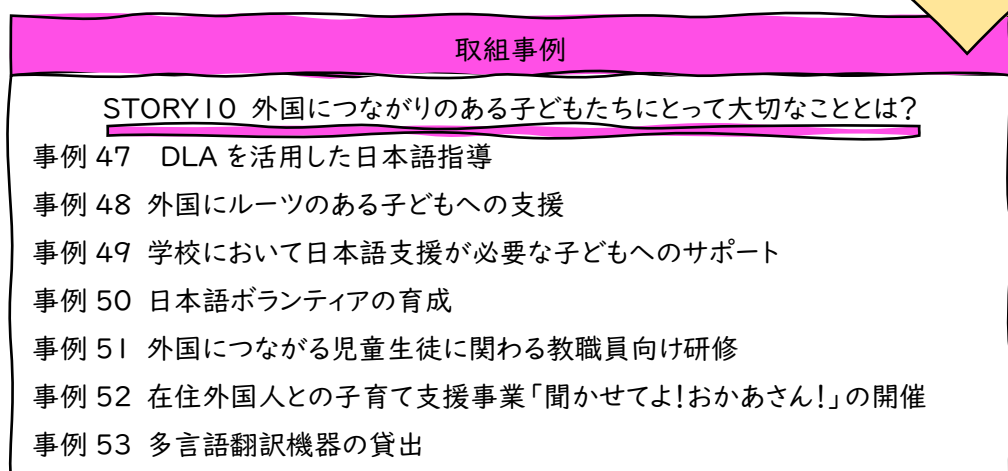 取組事例
STORY10 外国につながりのある子どもたちにとって大切なこととは?
事例 47 DLA を活用した日本語指導
事例 48 外国にルーツのある子どもへの支援
事例 49 学校において日本語支援が必要な子どもへのサポート
事例 50 日本語ボランティアの育成
事例 51 外国につながる児童生徒に関わる教職員向け研修
事例 52 在住外国人との子育て支援事業「聞かせてよ!おかあさん!」の開催
事例 53 多言語翻訳機器の貸出